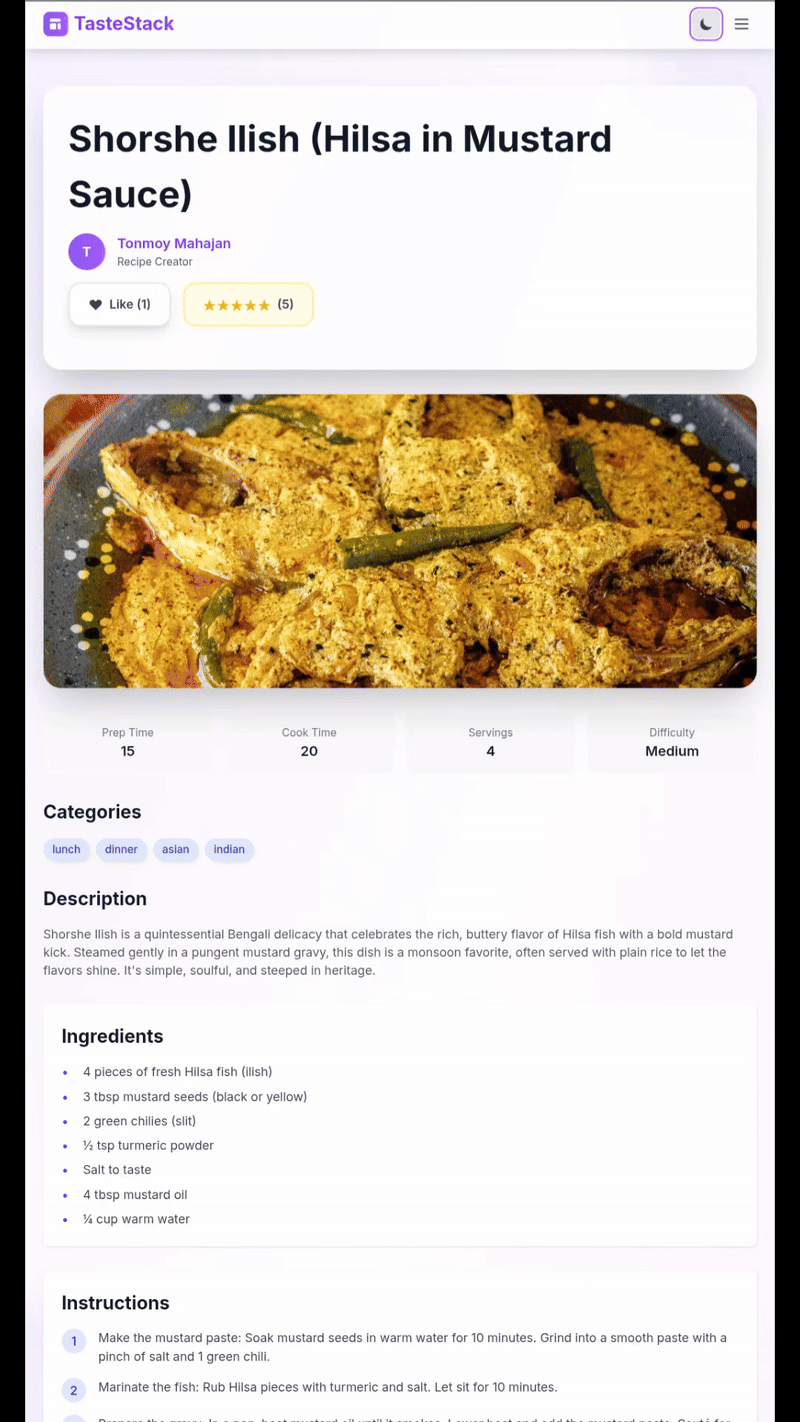 TasteStack
Shorshe Ilish (Hilsa in Mustard
Sauce)
T
Tonmoy Mahajan
Recipe Creator
Like (1)
★★★★★ (5)
Prep Time
15
Cook Time
20
Servings
4
Difficulty
Medium
Categories
lunch
dinner
asian
indian
Description
Shorshe Ilish is a quintessential Bengali delicacy that celebrates the rich, buttery flavor of Hilsa fish with a bold mustard
kick. Steamed gently in a pungent mustard gravy, this dish is a monsoon favorite, often served with plain rice to let the
flavors shine. It's simple, soulful, and steeped in heritage.
Ingredients
• 4 pieces of fresh Hilsa fish (ilish)
• 3 tbsp mustard seeds (black or yellow)
• 2 green chilies (slit)
• ½ tsp turmeric powder
• Salt to taste
• 4 tbsp mustard oil
• ¼ cup warm water
Instructions
1 Make the mustard paste: Soak mustard seeds in warm water for 10 minutes. Grind into a smooth paste with a
pinch of salt and 1 green chili.
2 Marinate the fish: Rub Hilsa pieces with turmeric and salt. Let sit for 10 minutes.